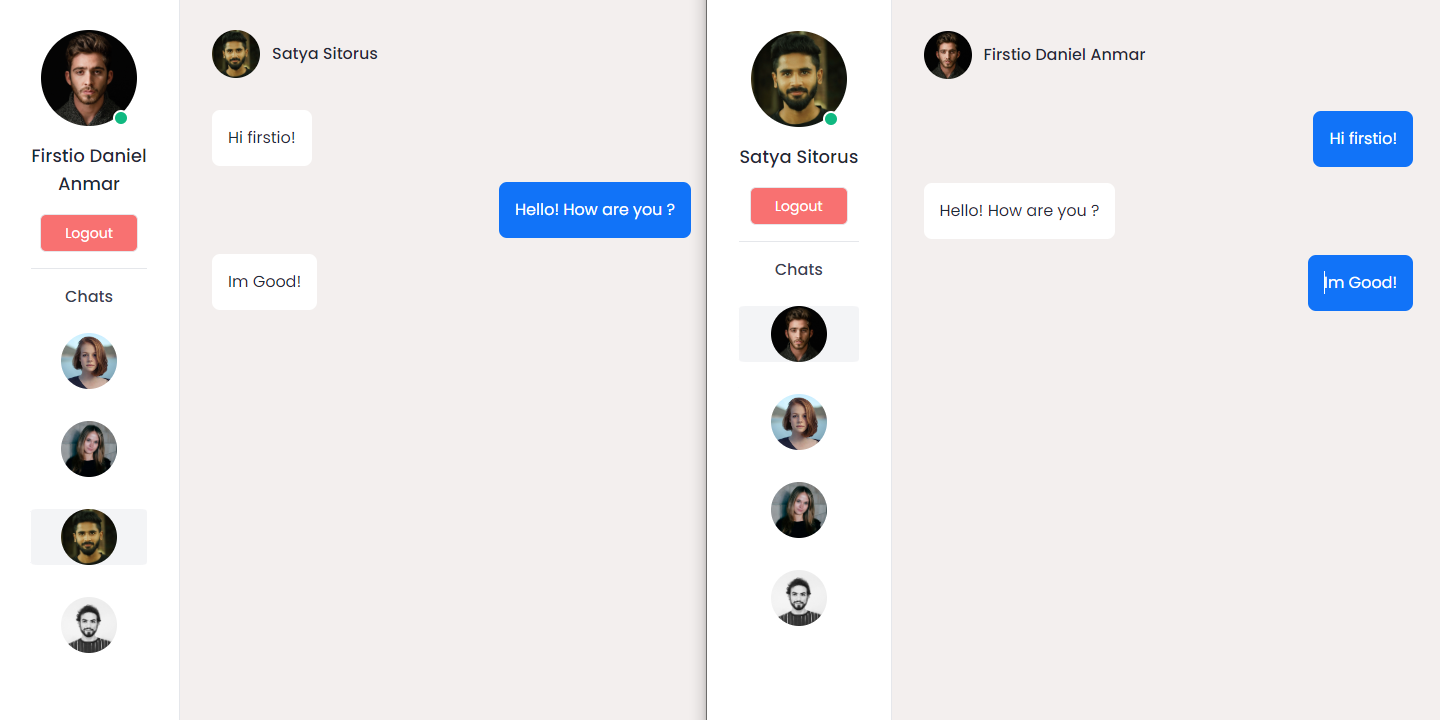 Firstio Daniel
Anmar
Logout
Chats
Satya Sitorus
Hi firstio!
Hello! How are you ?
Im Good!
Satya Sitorus
Logout
Chats
Firstio Daniel Anmar
Hi firstio!
Hello! How are you ?
Im Good!